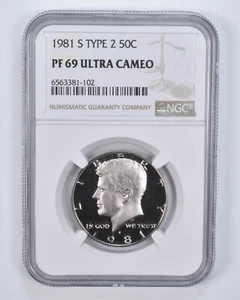 1981 S TYPE 2 50C
PF 69 ULTRA CAMEO
6563381-102
NUMISMATIC GUARANTY COMPANY
NGC
IN GOD WE TRUST
1981